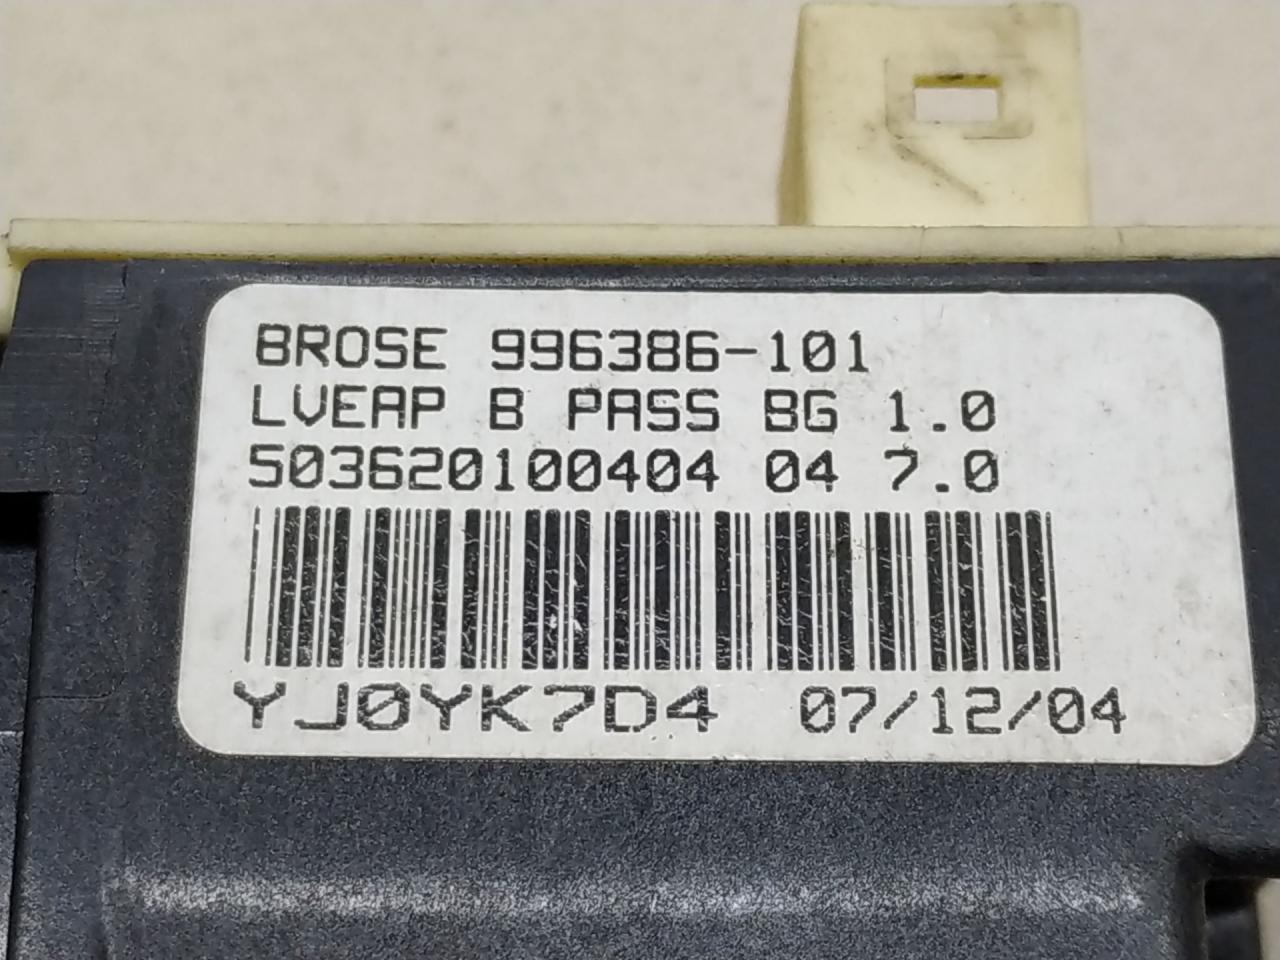 BROSE 996386-101
LVEAP B PASS BG 1.0
503620100404 04 7.0
YJ0YK7D4 07/12/04